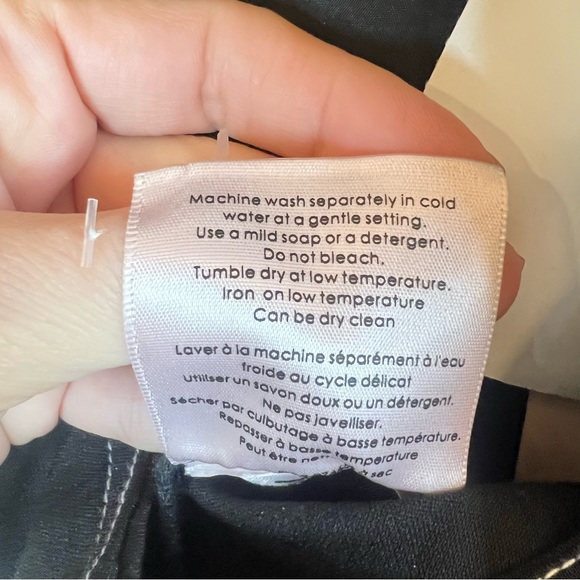 Machine wash separately in cold
water at a gentle setting.
Use a mild soap or a detergent.
Do not bleach.
Tumble dry at low temperature.
Iron on low temperature
Can be dry clean
Laver à la machine séparément à l'eau
froide au cycle délicat
Utiliser un savon doux ou un détergent.
Ne pas javelliser.
Sécher par culbutage à basse température.
Repasser à basse température
Peut être à sec